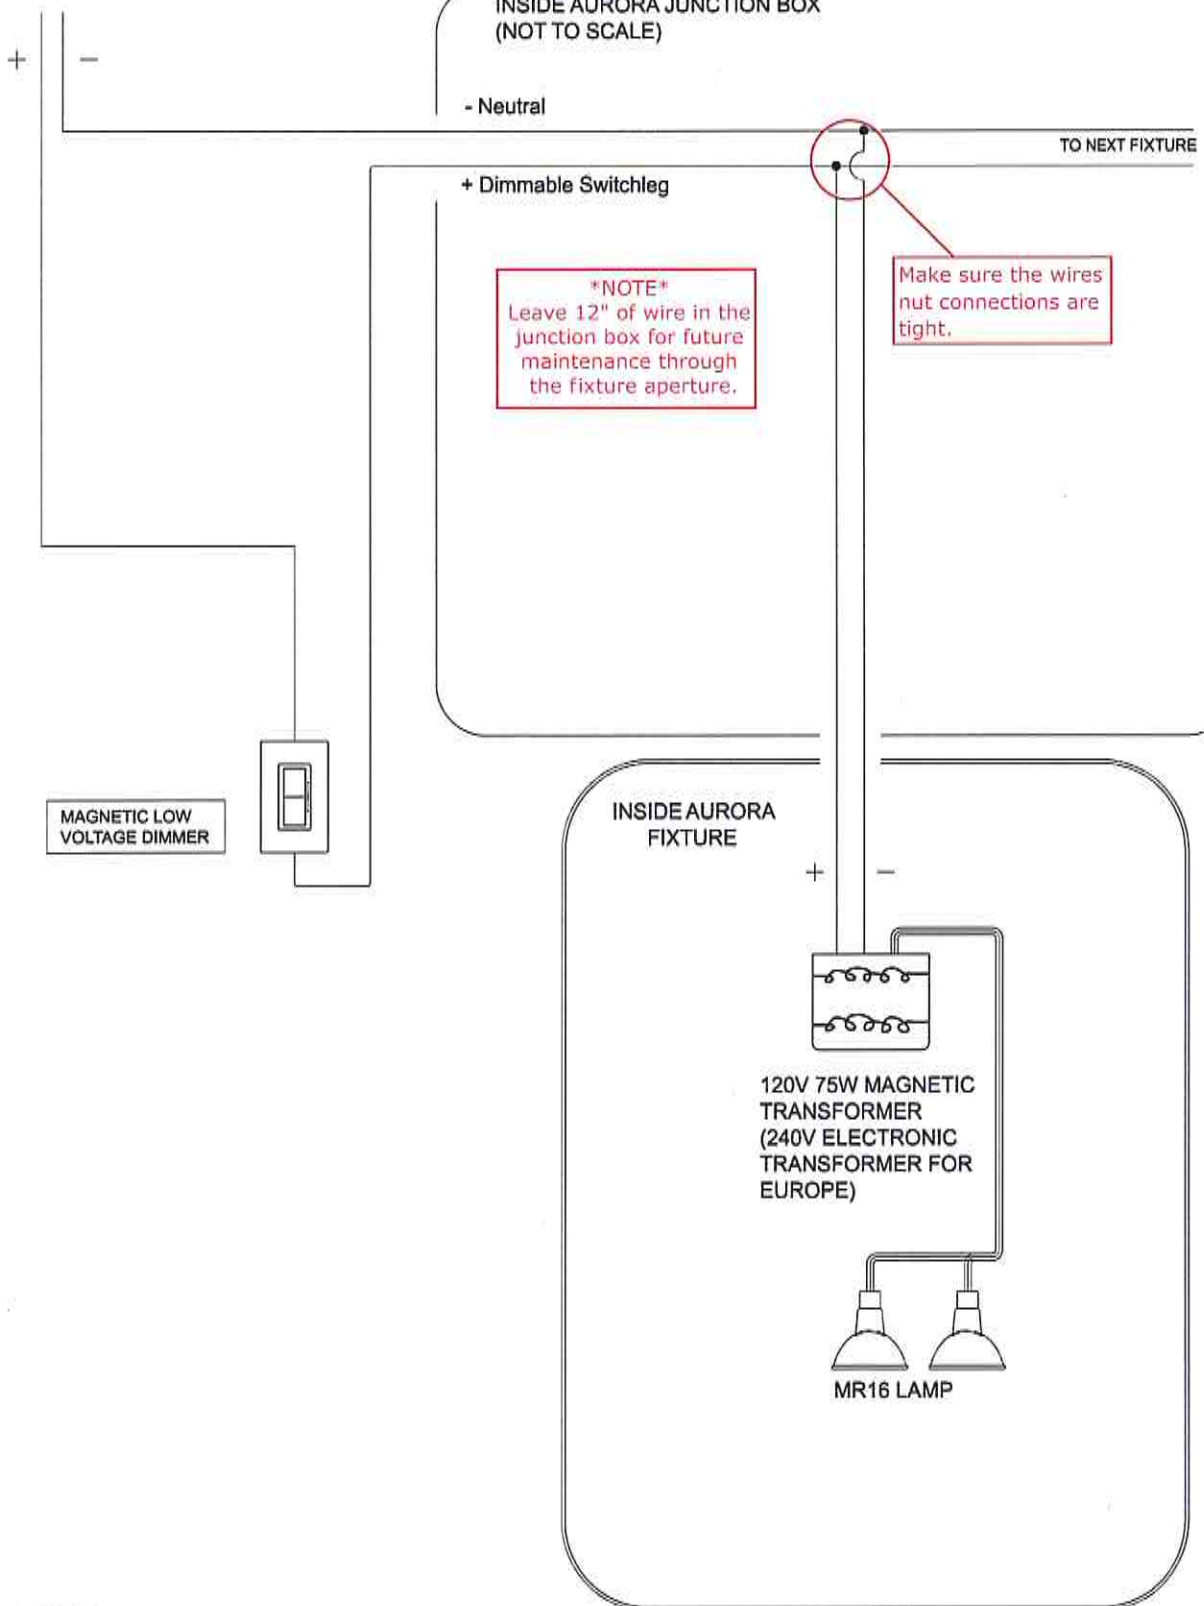 INSIDE AURORA JUNCTION BOX
(NOT TO SCALE)
+ −
- Neutral
TO NEXT FIXTURE
+ Dimmable Switchleg
*NOTE*
Leave 12" of wire in the
junction box for future
maintenance through
the fixture aperture.
Make sure the wires
nut connections are
tight.
MAGNETIC LOW
VOLTAGE DIMMER
INSIDE AURORA
FIXTURE
+ −
120V 75W MAGNETIC
TRANSFORMER
(240V ELECTRONIC
TRANSFORMER FOR
EUROPE)
MR16 LAMP